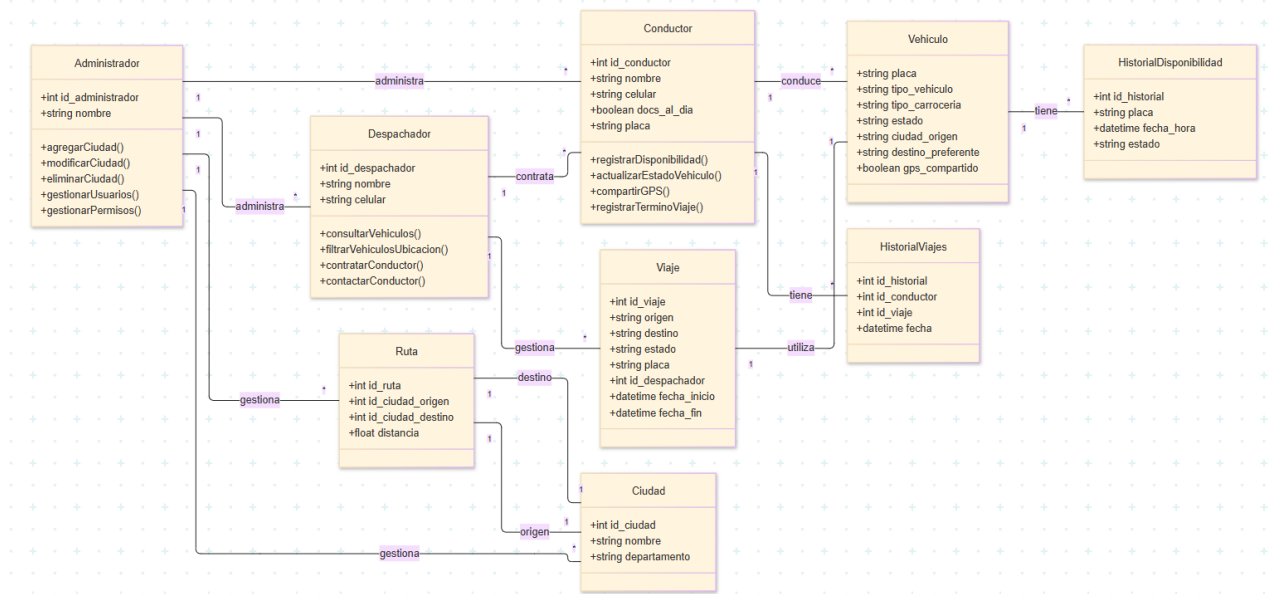 Administrador
+int id_administrador
+string nombre
+agregarCiudad()
+modificarCiudad()
+eliminarCiudad()
+gestionarUsuarios()
+gestionarPermisos()
administra
1
*
administra
1
*
gestiona
1
*
gestiona
1
*
Despachador
+int id_despachador
+string nombre
+string celular
+consultarVehiculos()
+filtrarVehiculosUbicacion()
+contratarConductor()
+contactarConductor()
contrata
1
*
gestiona
1
*
Conductor
+int id_conductor
+string nombre
+string celular
+boolean docs_al_dia
+string placa
+registrarDisponibilidad()
+actualizarEstadoVehiculo()
+compartirGPS()
+registrarTerminoViaje()
conduce
1
*
tiene
1
*
Vehiculo
+string placa
+string tipo_vehiculo
+string tipo_carroceria
+string estado
+string ciudad_origen
+string destino_preferente
+boolean gps_compartido
tiene
1
*
HistorialDisponibilidad
+int id_historial
+string placa
+datetime fecha_hora
+string estado
HistorialViajes
+int id_historial
+int id_conductor
+int id_viaje
+datetime fecha
Viaje
+int id_viaje
+string origen
+string destino
+string estado
+string placa
+int id_despachador
+datetime fecha_inicio
+datetime fecha_fin
utiliza
1
1
Ruta
+int id_ruta
+int id_ciudad_origen
+int id_ciudad_destino
+float distancia
destino
1
1
origen
1
1
Ciudad
+int id_ciudad
+string nombre
+string departamento